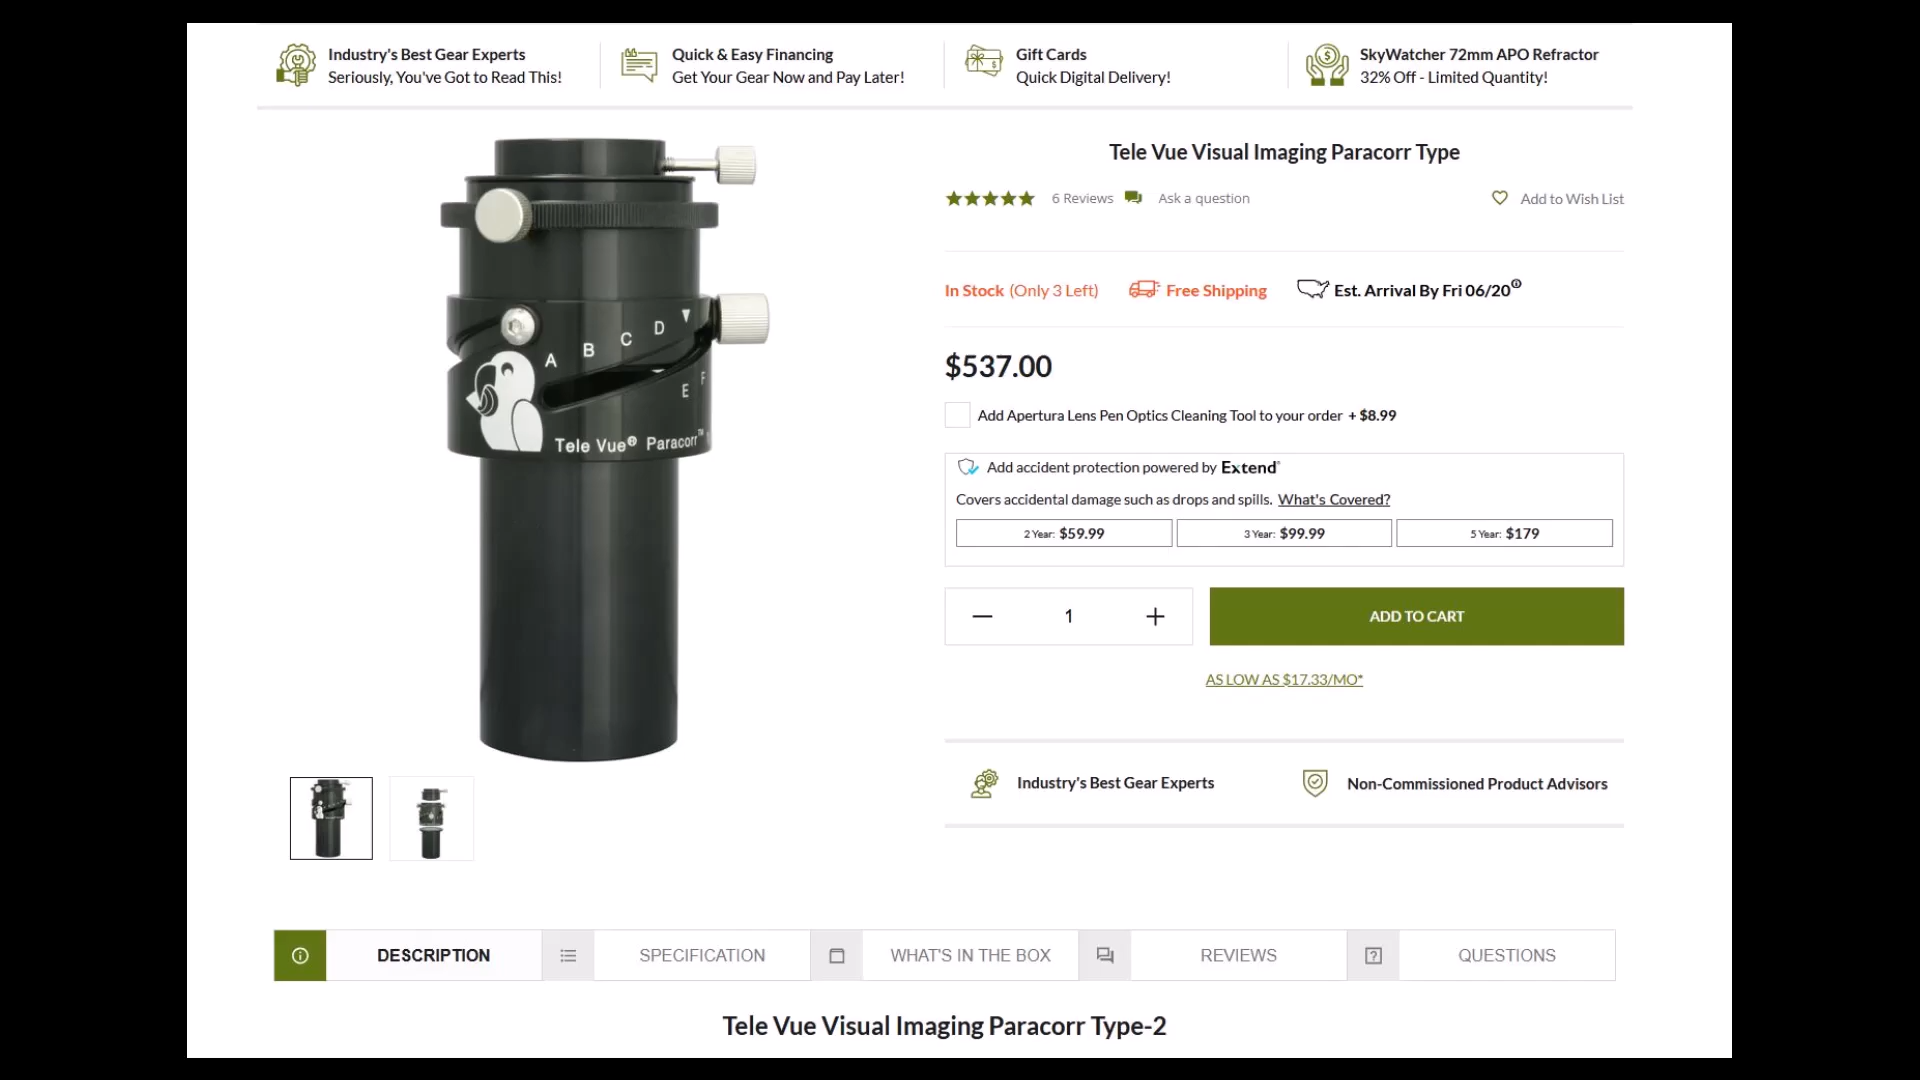 Industry's Best Gear Experts
Seriously, You've Got to Read This!
Quick & Easy Financing
Get Your Gear Now and Pay Later!
Gift Cards
Quick Digital Delivery!
SkyWatcher 72mm APO Refractor
32% Off - Limited Quantity!
A B C D
E F
Tele Vue® Paracorr™
Tele Vue Visual Imaging Paracorr Type
6 Reviews Ask a question Add to Wish List
In Stock (Only 3 Left) Free Shipping Est. Arrival By Fri 06/20
$537.00
Add Apertura Lens Pen Optics Cleaning Tool to your order + $8.99
Add accident protection powered by Extend
Covers accidental damage such as drops and spills. What's Covered?
2 Year: $59.99 3 Year: $99.99 5 Year: $179
1 ADD TO CART
AS LOW AS $17.33/MO*
Industry's Best Gear Experts Non-Commissioned Product Advisors
DESCRIPTION SPECIFICATION WHAT'S IN THE BOX REVIEWS QUESTIONS
Tele Vue Visual Imaging Paracorr Type-2